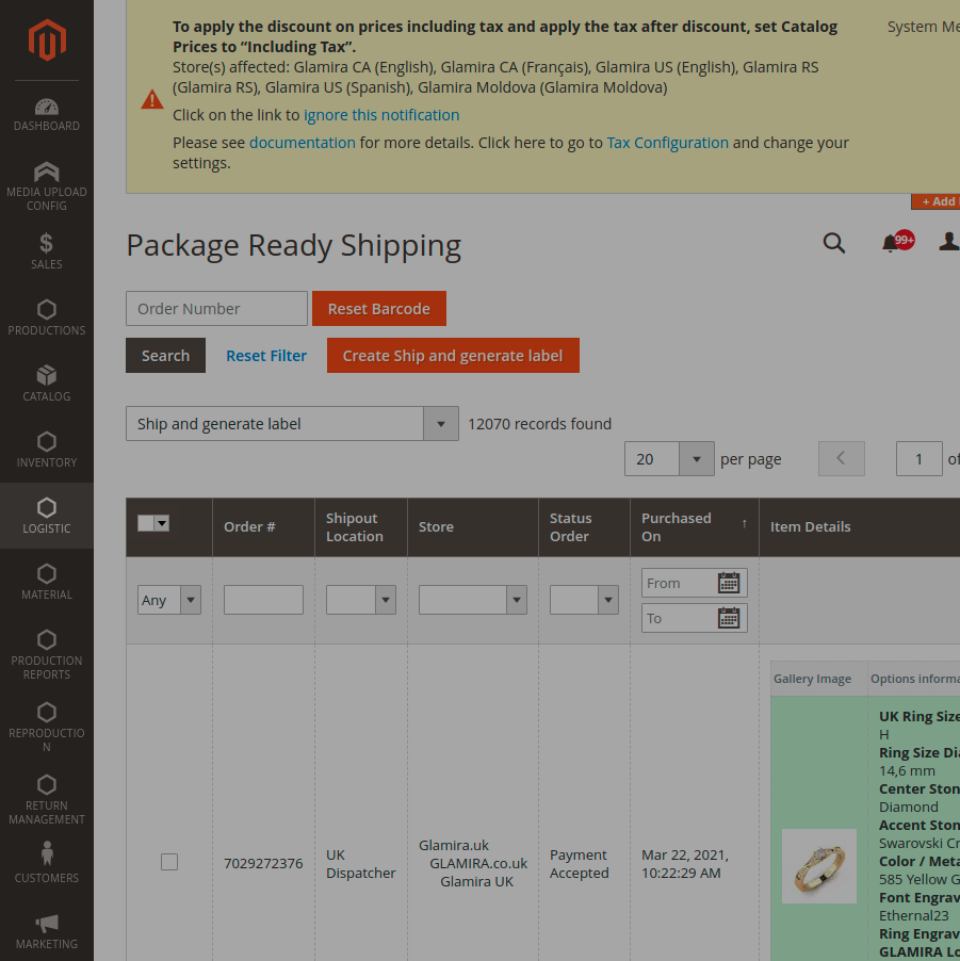 To apply the discount on prices including tax and apply the tax after discount, set Catalog
Prices to “Including Tax”.
Store(s) affected: Glamira CA (English), Glamira CA (Français), Glamira US (English), Glamira RS
(Glamira RS), Glamira US (Spanish), Glamira Moldova (Glamira Moldova)
Click on the link to ignore this notification
Please see documentation for more details. Click here to go to Tax Configuration and change your
settings.
System Me
+ Add
DASHBOARD
MEDIA UPLOAD
CONFIG
$
SALES
PRODUCTIONS
CATALOG
INVENTORY
LOGISTIC
MATERIAL
PRODUCTION
REPORTS
REPRODUCTIO
N
RETURN
MANAGEMENT
CUSTOMERS
MARKETING
Package Ready Shipping
99+
Order Number
Reset Barcode
Search
Reset Filter
Create Ship and generate label
Ship and generate label
12070 records found
20
per page
1
of
Order #
Shipout
Location
Store
Status
Order
Purchased
On
↑
Item Details
Any
From
To
7029272376
UK
Dispatcher
Glamira.uk
GLAMIRA.co.uk
Glamira UK
Payment
Accepted
Mar 22, 2021,
10:22:29 AM
Gallery Image
Options informa
UK Ring Size
H
Ring Size Dia
14,6 mm
Center Ston
Diamond
Accent Ston
Swarovski Cr
Color / Meta
585 Yellow G
Font Engrav
Ethernal23
Ring Engrav
GLAMIRA Lo